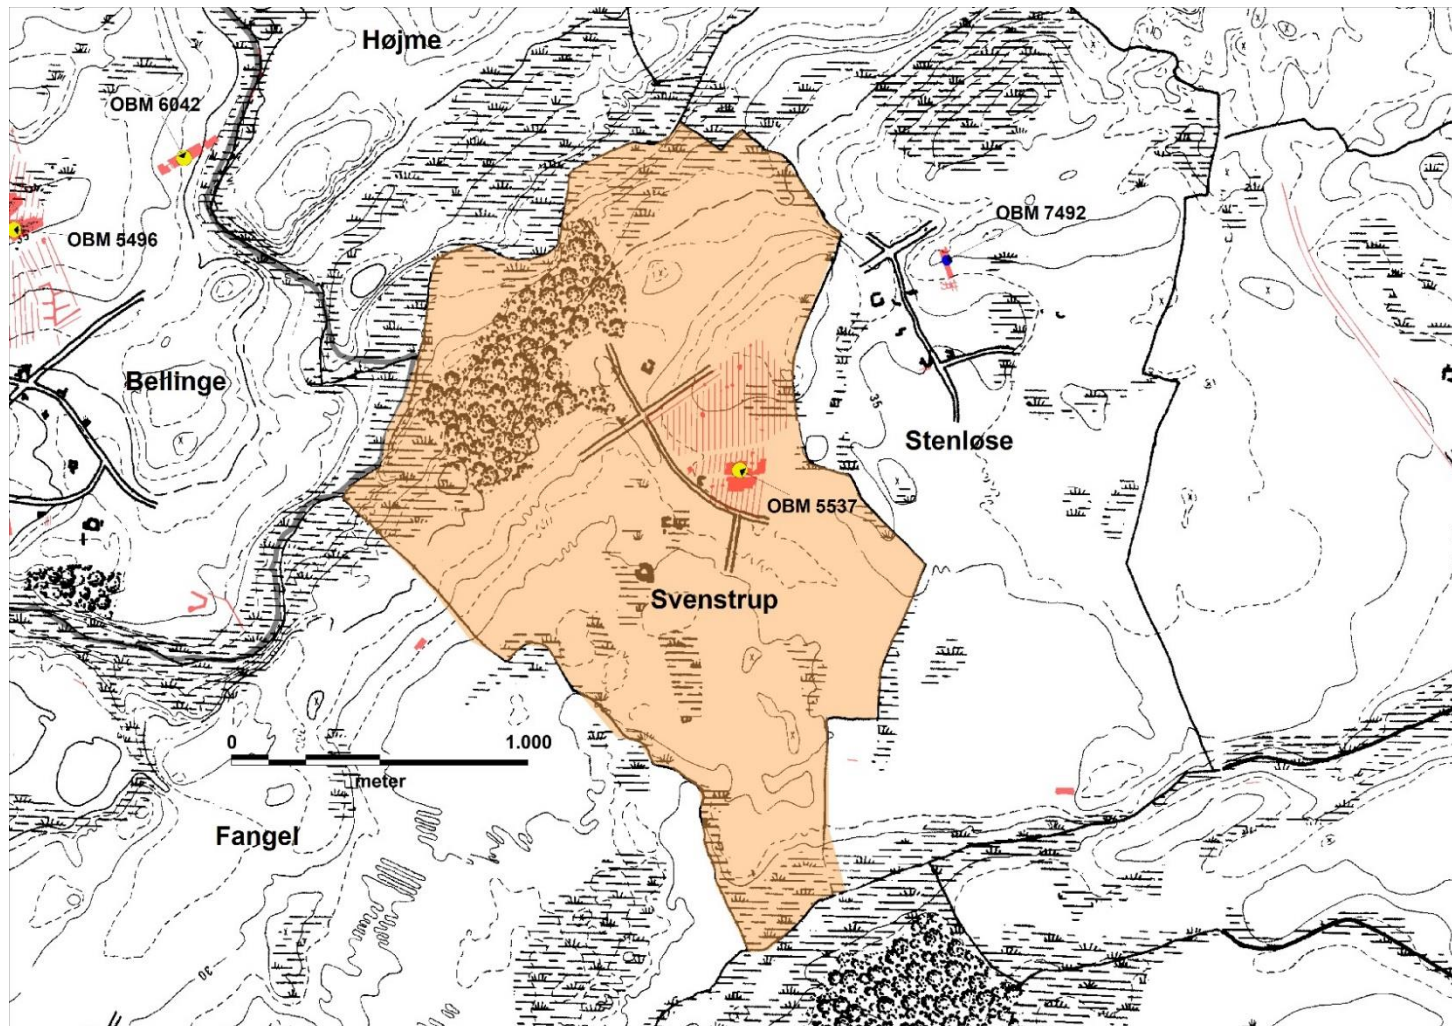 Højme
OBM 6042
OBM 7492
OBM 5496
35
Bellinge
35
Stenløse
OBM 5537
Svenstrup
0 1.000
meter
Fangel
30